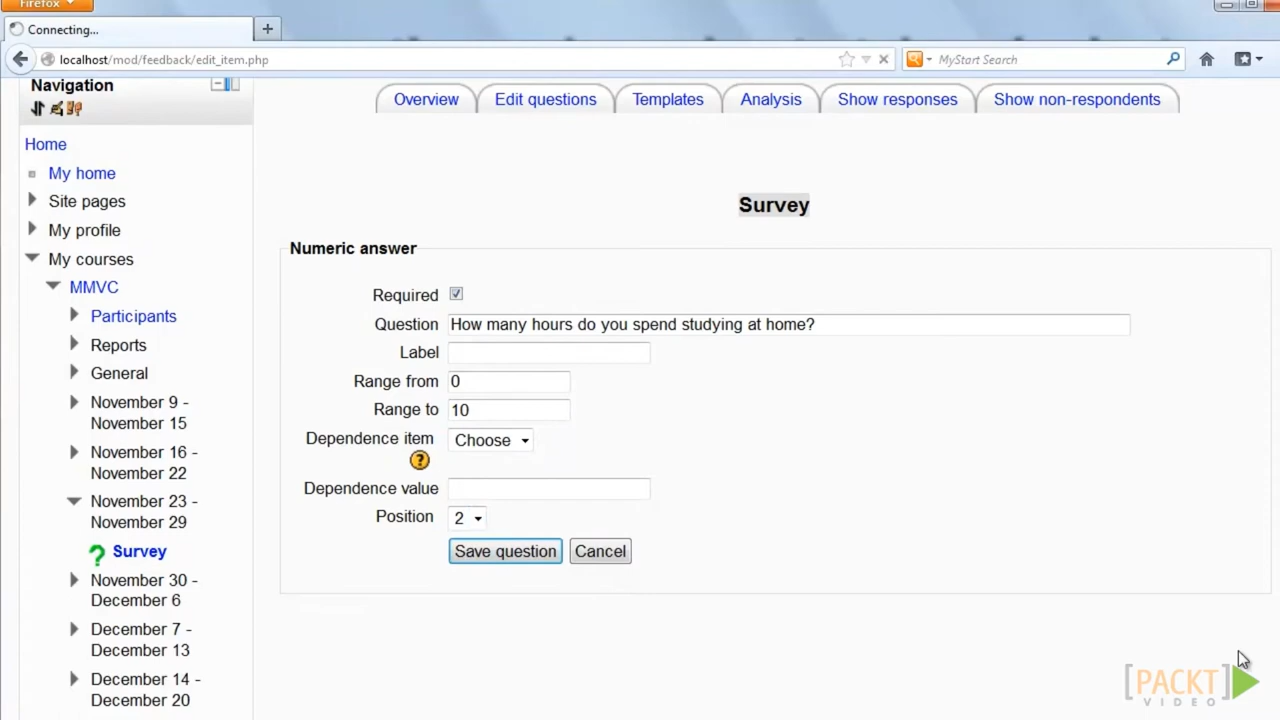 Firefox
Connecting...
localhost/mod/feedback/edit_item.php
MyStart Search
Navigation
Home
My home
Site pages
My profile
My courses
MMVC
Participants
Reports
General
November 9 -
November 15
November 16 -
November 22
November 23 -
November 29
Survey
November 30 -
December 6
December 7 -
December 13
December 14 -
December 20
Overview
Edit questions
Templates
Analysis
Show responses
Show non-respondents
Survey
Numeric answer
Required
Question How many hours do you spend studying at home?
Label
Range from 0
Range to 10
Dependence item Choose
?
Dependence value
Position 2
Save question Cancel
[PACKT]
VIDEO